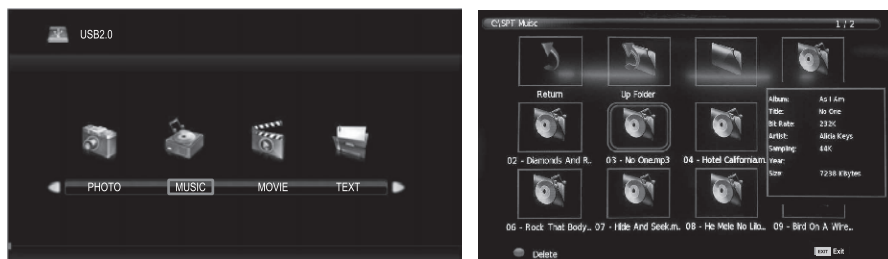 USB2.0
PHOTO MUSIC MOVIE TEXT
C:\SPT Muisc 1 / 2
Return Up Folder
Album: As I Am
Title: No One
Bit Rate: 232K
Artist: Alicia Keys
Sampling: 44K
Year:
Size: 7238 KBytes
02 - Diamonds And R.. 03 - No One.mp3 04 - Hotel California.m
06 - Rock That Body.. 07 - Hide And Seek.m.. 08 - He Mele No Lilo.. 09 - Bird On A Wire..
Delete EXIT Exit